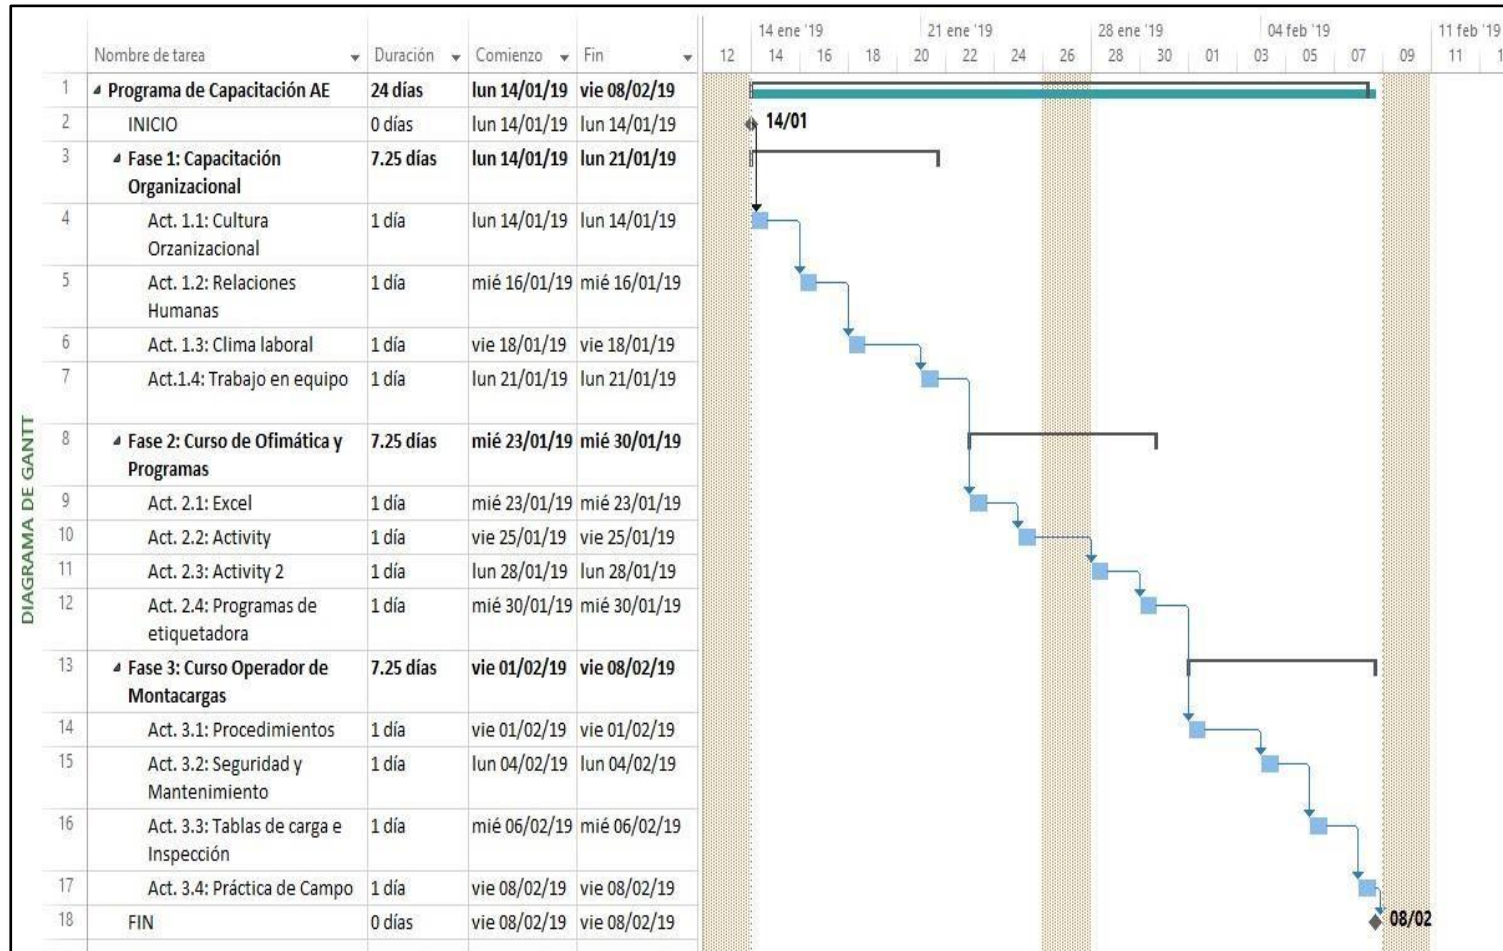 14 ene '19 21 ene '19 28 ene '19 04 feb '19 11 feb '19
Nombre de tarea Duración Comienzo Fin 12 14 16 18 20 22 24 26 28 30 01 03 05 07 09 11
1 Programa de Capacitación AE 24 días lun 14/01/19 vie 08/02/19
2 INICIO 0 días lun 14/01/19 lun 14/01/19 14/01
3 Fase 1: Capacitación 7.25 días lun 14/01/19 lun 21/01/19
Organizacional
4 Act. 1.1: Cultura 1 día lun 14/01/19 lun 14/01/19
Orzanizacional
5 Act. 1.2: Relaciones 1 día mié 16/01/19 mié 16/01/19
Humanas
6 Act. 1.3: Clima laboral 1 día vie 18/01/19 vie 18/01/19
7 Act.1.4: Trabajo en equipo 1 día lun 21/01/19 lun 21/01/19
8 Fase 2: Curso de Ofimática y 7.25 días mié 23/01/19 mié 30/01/19
Programas
9 Act. 2.1: Excel 1 día mié 23/01/19 mié 23/01/19
10 Act. 2.2: Activity 1 día vie 25/01/19 vie 25/01/19
11 Act. 2.3: Activity 2 1 día lun 28/01/19 lun 28/01/19
12 Act. 2.4: Programas de 1 día mié 30/01/19 mié 30/01/19
etiquetadora
13 Fase 3: Curso Operador de 7.25 días vie 01/02/19 vie 08/02/19
Montacargas
14 Act. 3.1: Procedimientos 1 día vie 01/02/19 vie 01/02/19
15 Act. 3.2: Seguridad y 1 día lun 04/02/19 lun 04/02/19
Mantenimiento
16 Act. 3.3: Tablas de carga e 1 día mié 06/02/19 mié 06/02/19
Inspección
17 Act. 3.4: Práctica de Campo 1 día vie 08/02/19 vie 08/02/19
18 FIN 0 días vie 08/02/19 vie 08/02/19 08/02
DIAGRAMA DE GANTT